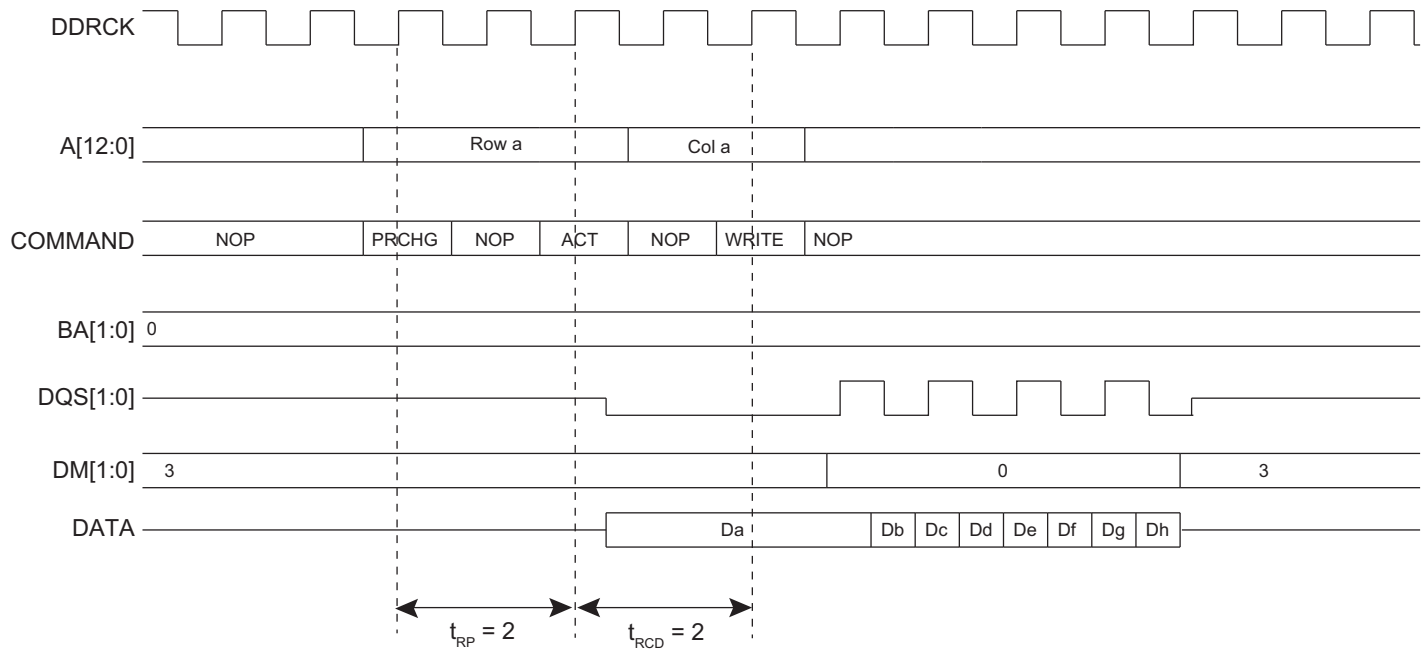 DDRCK
A[12:0] Row a Col a
COMMAND NOP PRCHG NOP ACT NOP WRITE NOP
BA[1:0] 0
DQS[1:0]
DM[1:0] 3 0 3
DATA Da Db Dc Dd De Df Dg Dh
tRP = 2 tRCD = 2